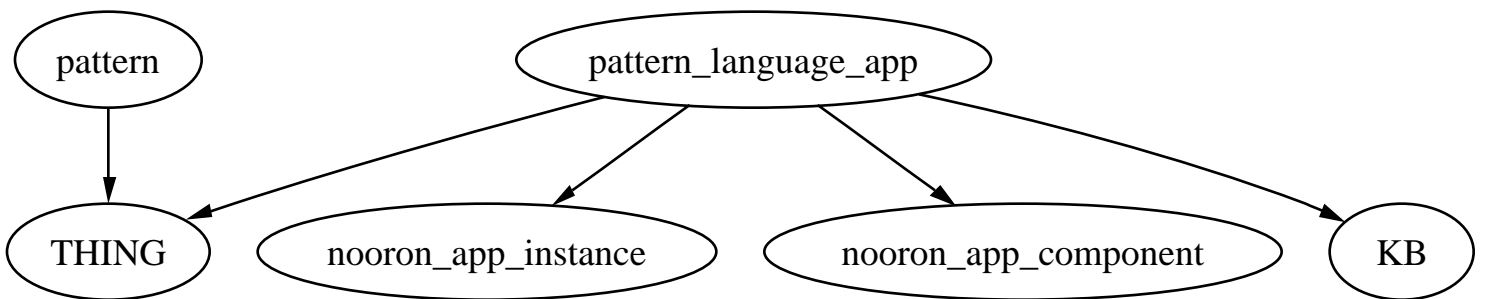 pattern
pattern_language_app
THING
nooron_app_instance
nooron_app_component
KB